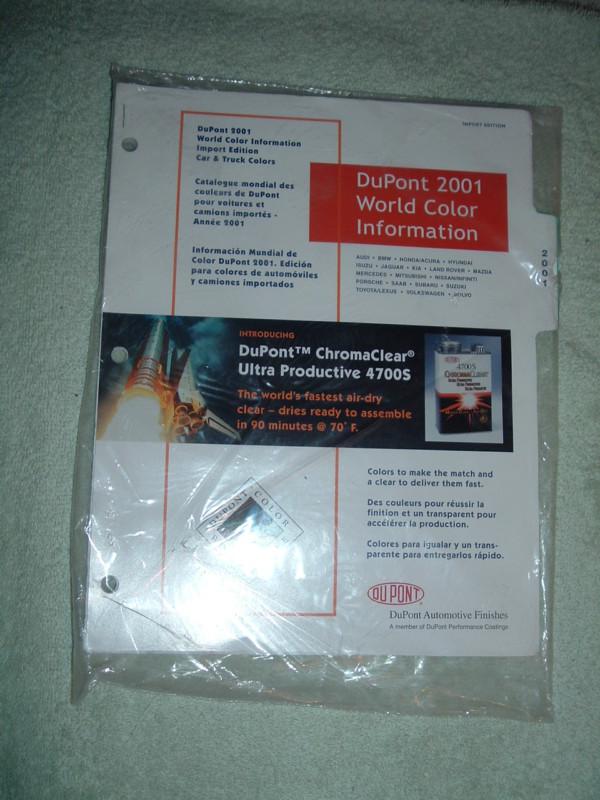 IMPORT EDITION
DuPont 2001
World Color Information
Import Edition
Car & Truck Colors
Catalogue mondial des
couleurs de DuPont
pour voitures et
camions importés -
Année 2001
Información Mundial de
Color DuPont 2001. Edición
para colores de automóviles
y camiones importados
DuPont 2001
World Color
Information
2001
AUDI • BMW • HONDA/ACURA • HYUNDAI
ISUZU • JAGUAR • KIA • LAND ROVER • MAZDA
MERCEDES • MITSUBISHI • NISSAN/INFINITI
PORSCHE • SAAB • SUBARU • SUZUKI
TOYOTA/LEXUS • VOLKSWAGEN • VOLVO
INTRODUCING
DuPont™ ChromaClear®
Ultra Productive 4700S
The world's fastest air-dry
clear – dries ready to assemble
in 90 minutes @ 70° F.
4700S
CHROMACLEAR
Colors to make the match and
a clear to deliver them fast.
Des couleurs pour réussir la
finition et un transparent pour
accélérer la production.
Colores para igualar y un trans-
parente para entregarlos rápido.
DUPONT
COLOR
DU PONT
DuPont Automotive Finishes
A member of DuPont Performance Coatings